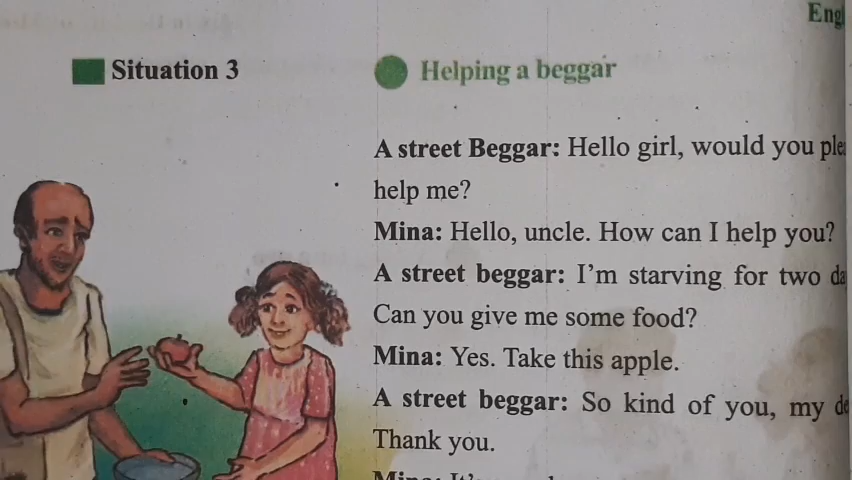 Eng
Situation 3
Helping a beggar
A street Beggar: Hello girl, would you
help me?
Mina: Hello, uncle. How can I help you?
A street beggar: I'm starving for two
Can you give me some food?
Mina: Yes. Take this apple.
A street beggar: So kind of you, my
Thank you.
Mina: